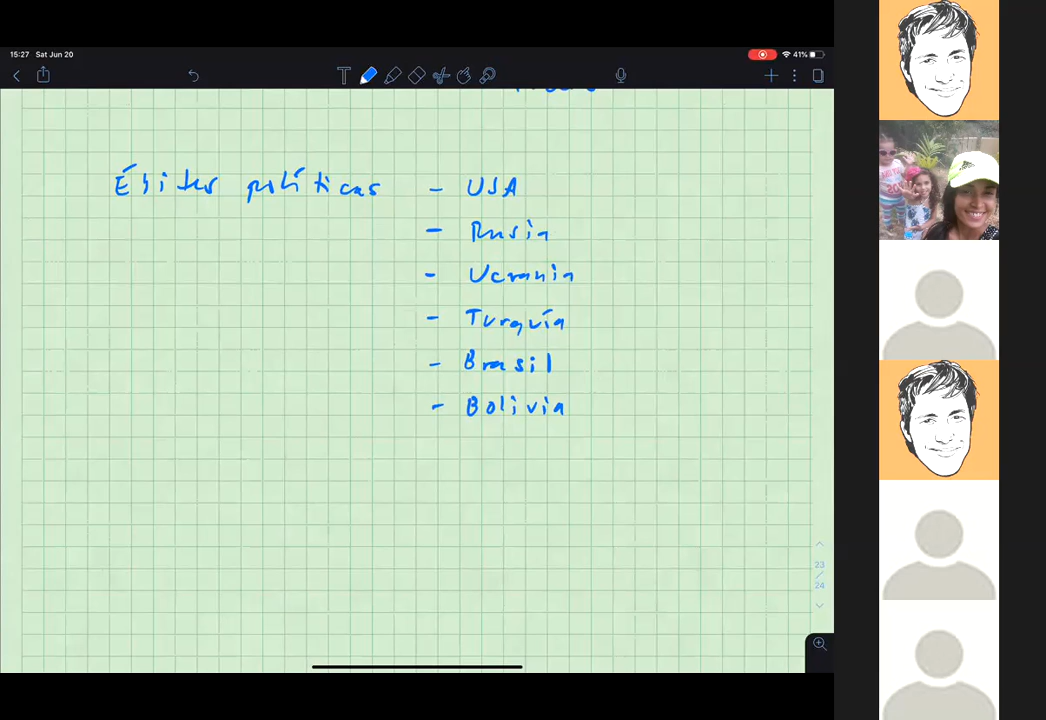 15:27 Sat Jun 20
41%
Élites políticas - USA
- Rusia
- Ucrania
- Turquía
- Brasil
- Bolivia
23
/
24